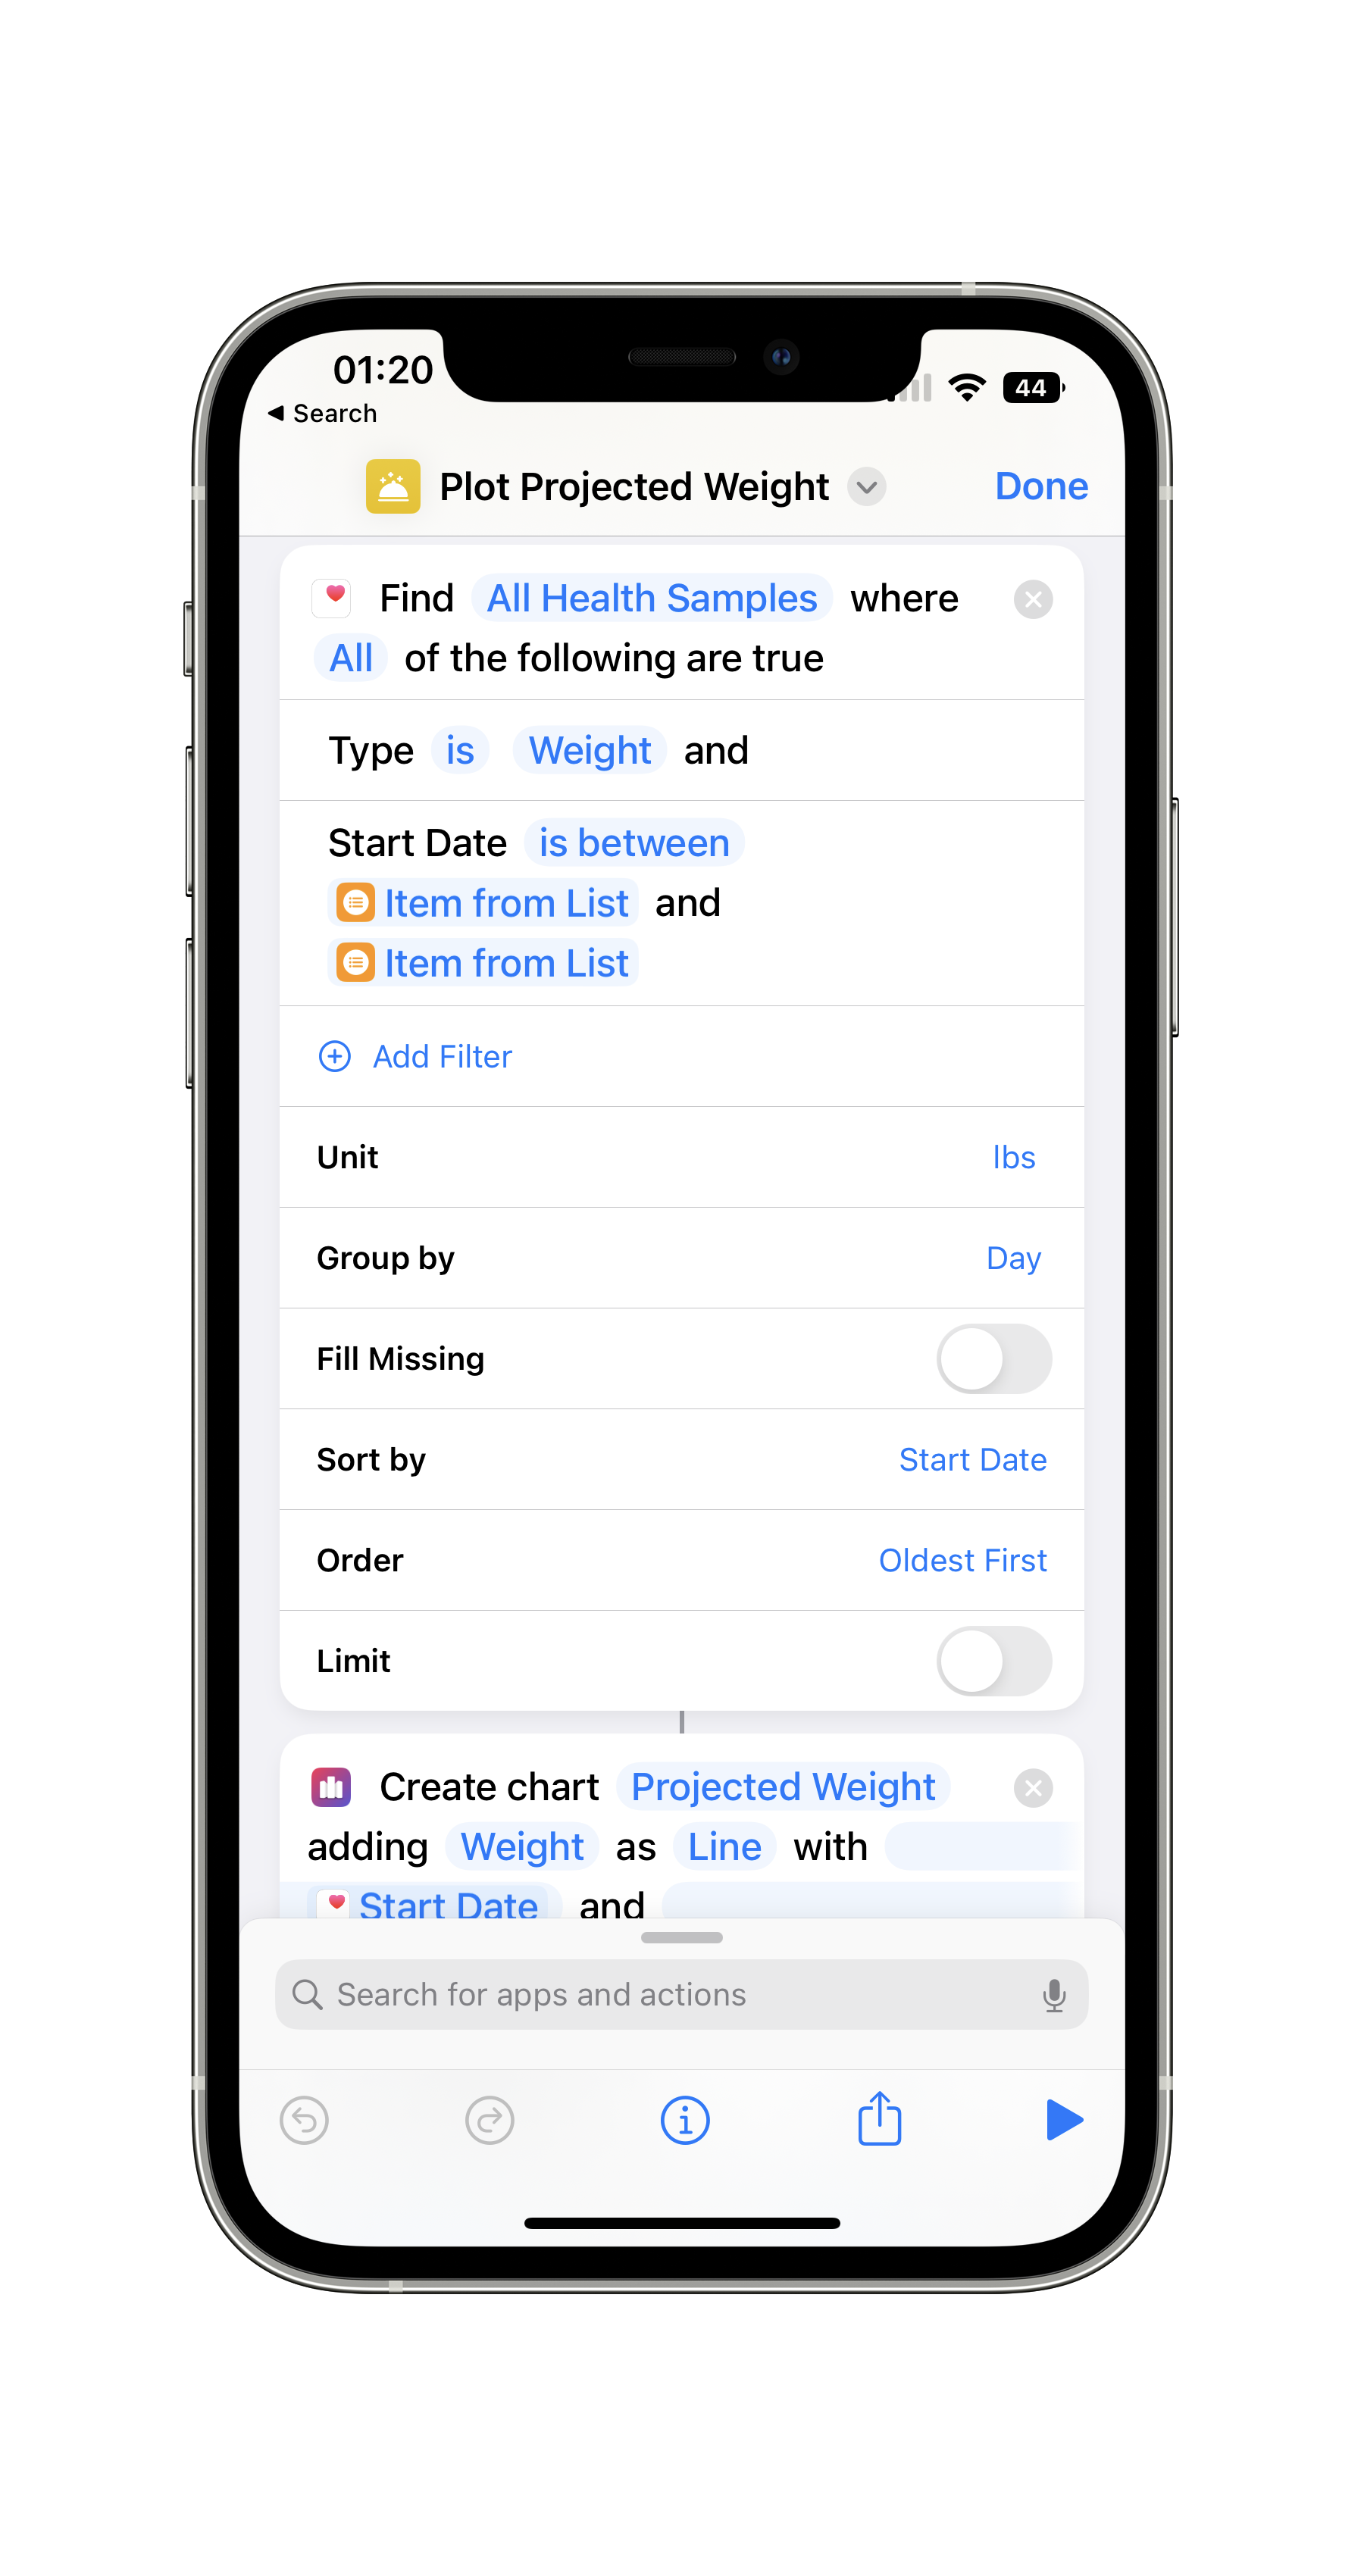 01:20
44
Search
Plot Projected Weight
Done
Find All Health Samples where
All of the following are true
Type is Weight and
Start Date is between
Item from List and
Item from List
Add Filter
Unit lbs
Group by Day
Fill Missing
Sort by Start Date
Order Oldest First
Limit
Create chart Projected Weight
adding Weight as Line with
Start Date and
Search for apps and actions